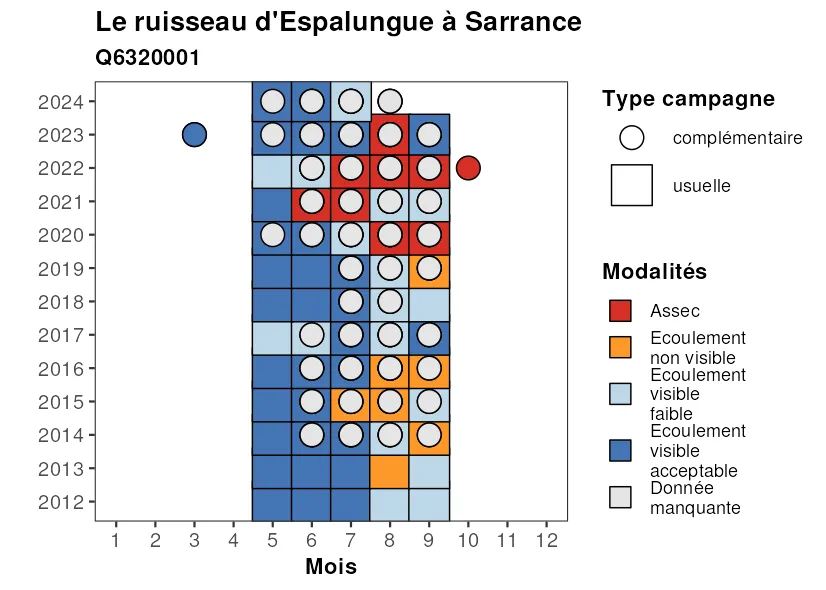 Le ruisseau d'Espalungue à Sarrance
Q6320001
2024
2023
2022
2021
2020
2019
2018
2017
2016
2015
2014
2013
2012
1 2 3 4 5 6 7 8 9 10 11 12
Mois
Type campagne
complémentaire
usuelle
Modalités
Assec
Ecoulement
non visible
Ecoulement
visible
faible
Ecoulement
visible
acceptable
Donnée
manquante